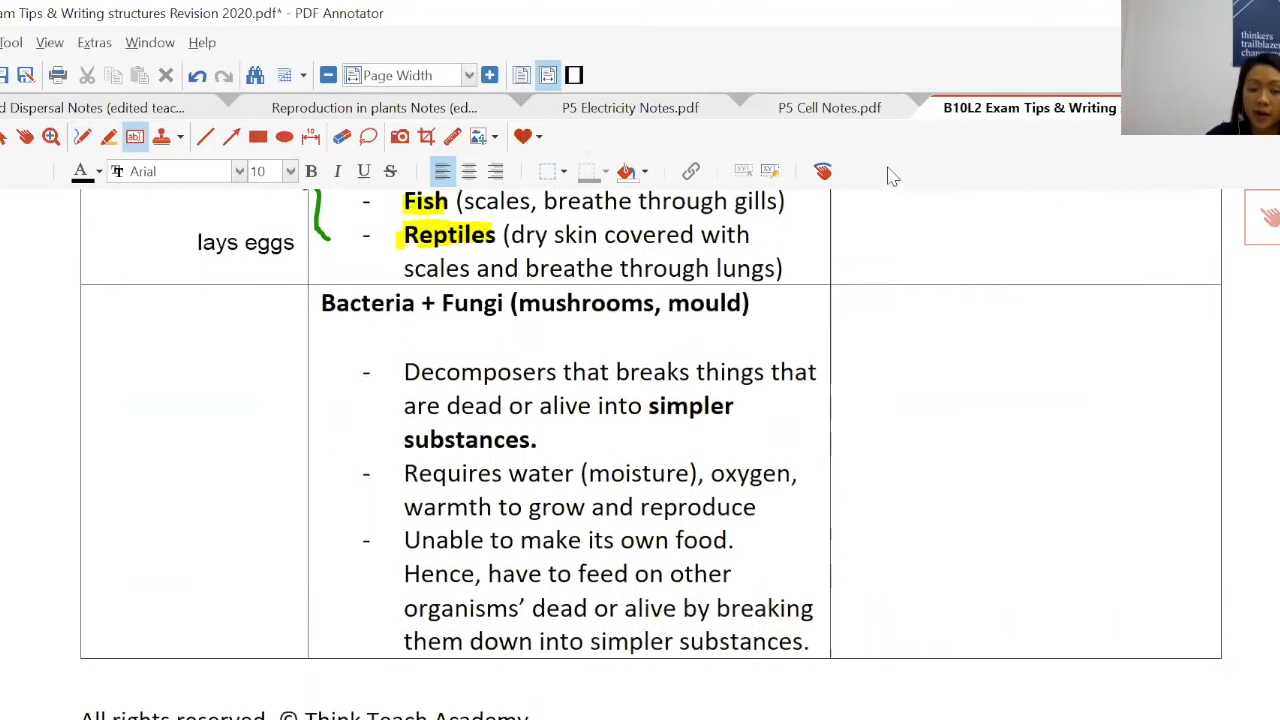 am Tips & Writing structures Revision 2020.pdf* - PDF Annotator
Tool View Extras Window Help
Page Width
d Dispersal Notes (edited teac... Reproduction in plants Notes (ed... P5 Electricity Notes.pdf P5 Cell Notes.pdf B10L2 Exam Tips & Writing
thinkers
Arial 10 B I U S
- Fish (scales, breathe through gills)
lays eggs
- Reptiles (dry skin covered with
scales and breathe through lungs)
Bacteria + Fungi (mushrooms, mould)
- Decomposers that breaks things that
are dead or alive into simpler
substances.
- Requires water (moisture), oxygen,
warmth to grow and reproduce
- Unable to make its own food.
Hence, have to feed on other
organisms’ dead or alive by breaking
them down into simpler substances.
All rights reserved. © Think Teach Academy